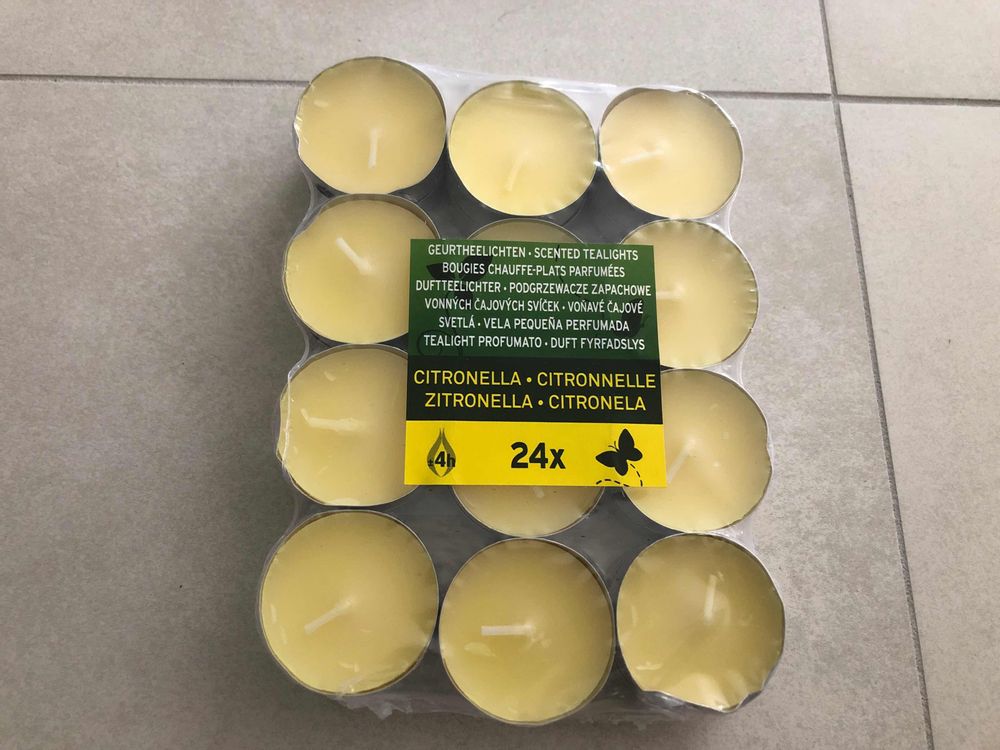 GEURTHEELICHTEN • SCENTED TEALIGHTS
BOUGIES CHAUFFE-PLATS PARFUMÉES
DUFTTEELICHTER • PODGRZEWACZE ZAPACHOWE
VONNÝCH ČAJOVÝCH SVÍČEK • VOŇAVÉ ČAJOVÉ
SVETLÁ • VELA PEQUEÑA PERFUMADA
TEALIGHT PROFUMATO • DUFT FYRFADSLYS
CITRONELLA • CITRONNELLE
ZITRONELLA • CITRONELA
±4h 24x